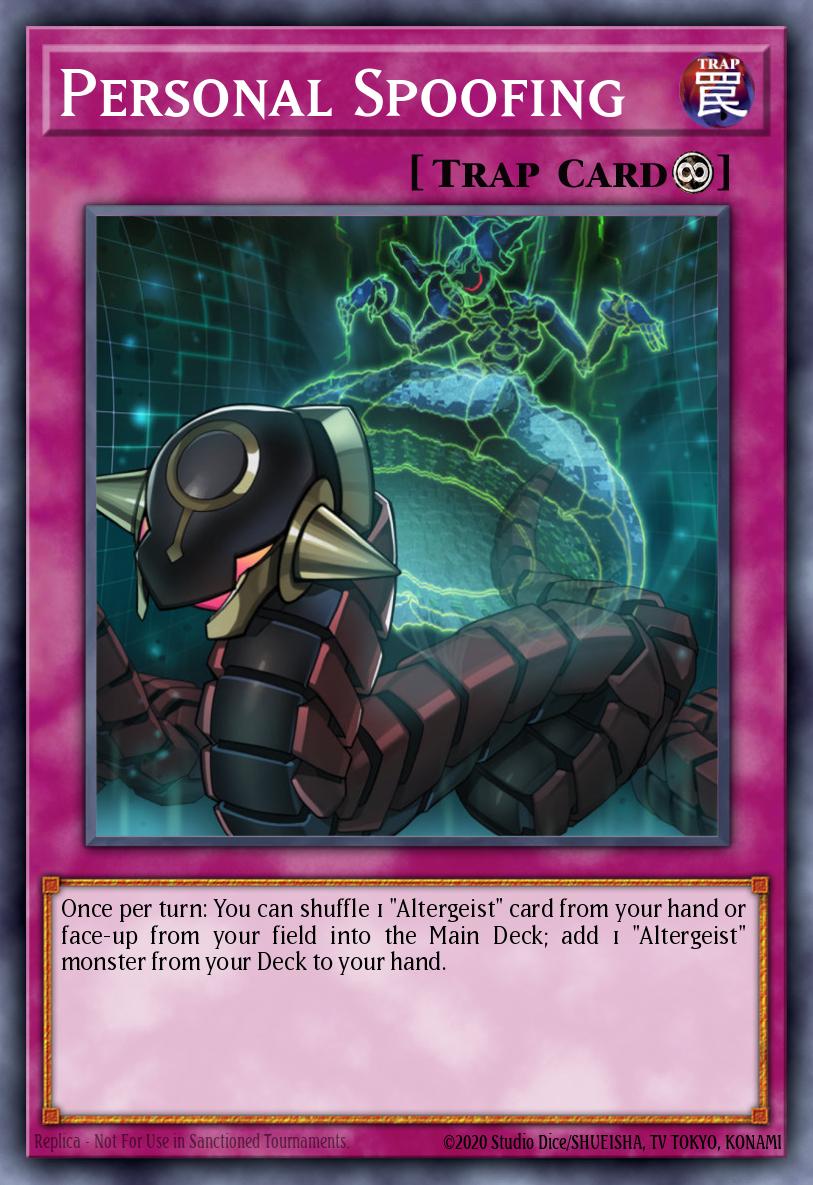 Personal Spoofing
TRAP
罠
[Trap Card]
Once per turn: You can shuffle 1 "Altergeist" card from your hand or
face-up from your field into the Main Deck; add 1 "Altergeist"
monster from your Deck to your hand.
Replica - Not For Use in Sanctioned Tournaments.
©2020 Studio Dice/SHUEISHA, TV TOKYO, KONAMI